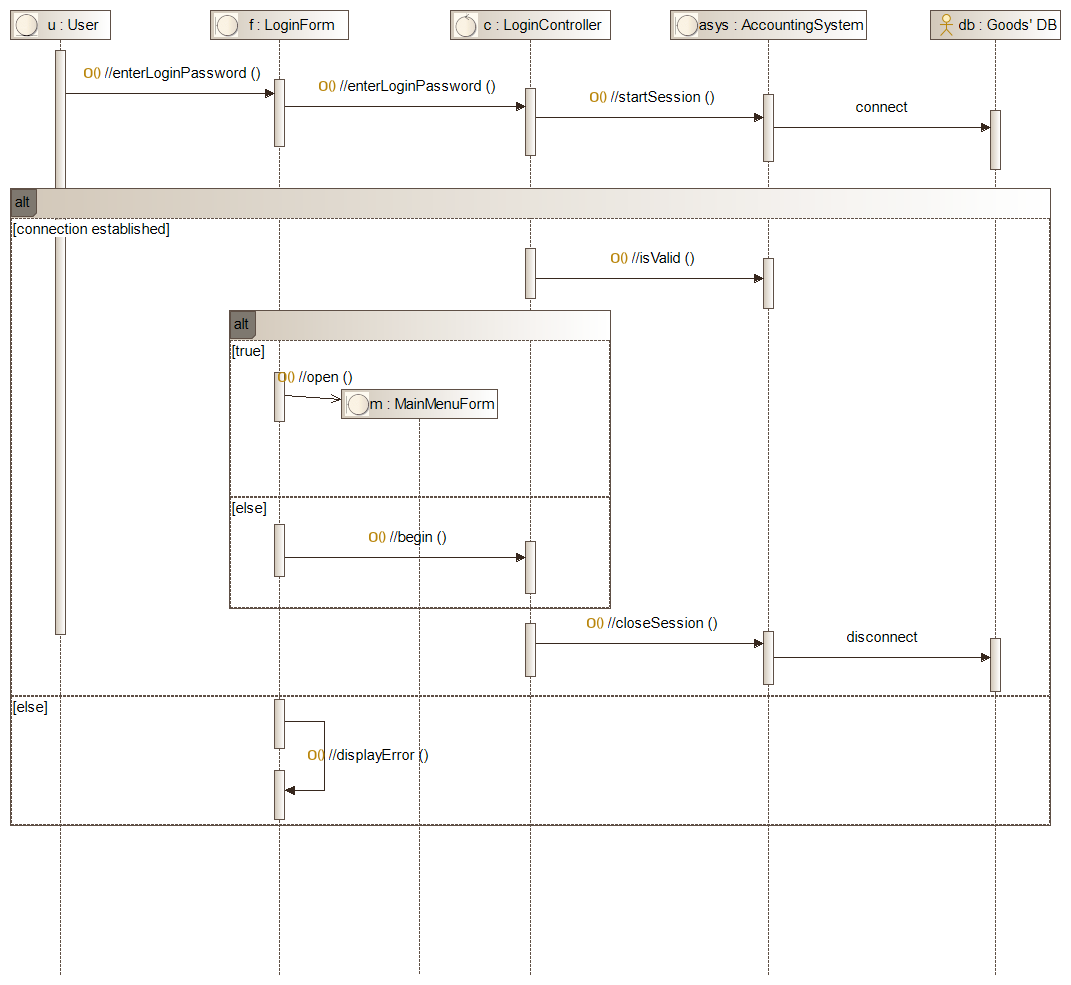 u : User
f : LoginForm
c : LoginController
asys : AccountingSystem
db : Goods' DB
O() //enterLoginPassword ()
O() //enterLoginPassword ()
O() //startSession ()
connect
alt
[connection established]
O() //isValid ()
alt
[true]
O() //open ()
m : MainMenuForm
[else]
O() //begin ()
O() //closeSession ()
disconnect
[else]
O() //displayError ()